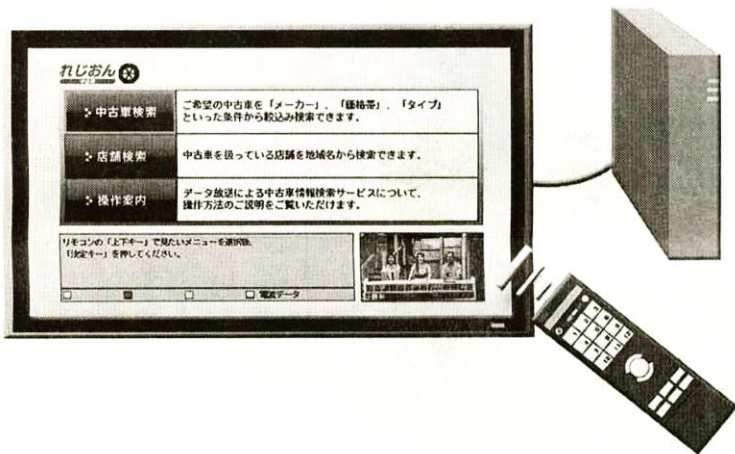 れじおん
中古車検索
ご希望の中古車を「メーカー」、「価格帯」、「タイプ」
といった条件から絞込み検索できます。
店舗検索
中古車を扱っている店舗を地域名から検索できます。
操作案内
データ放送による中古車情報検索サービスについて、
操作方法のご説明をご覧いただけます。
リモコンの「上下キー」で見たいメニューを選択後、
「決定キー」を押してください。
電波データ